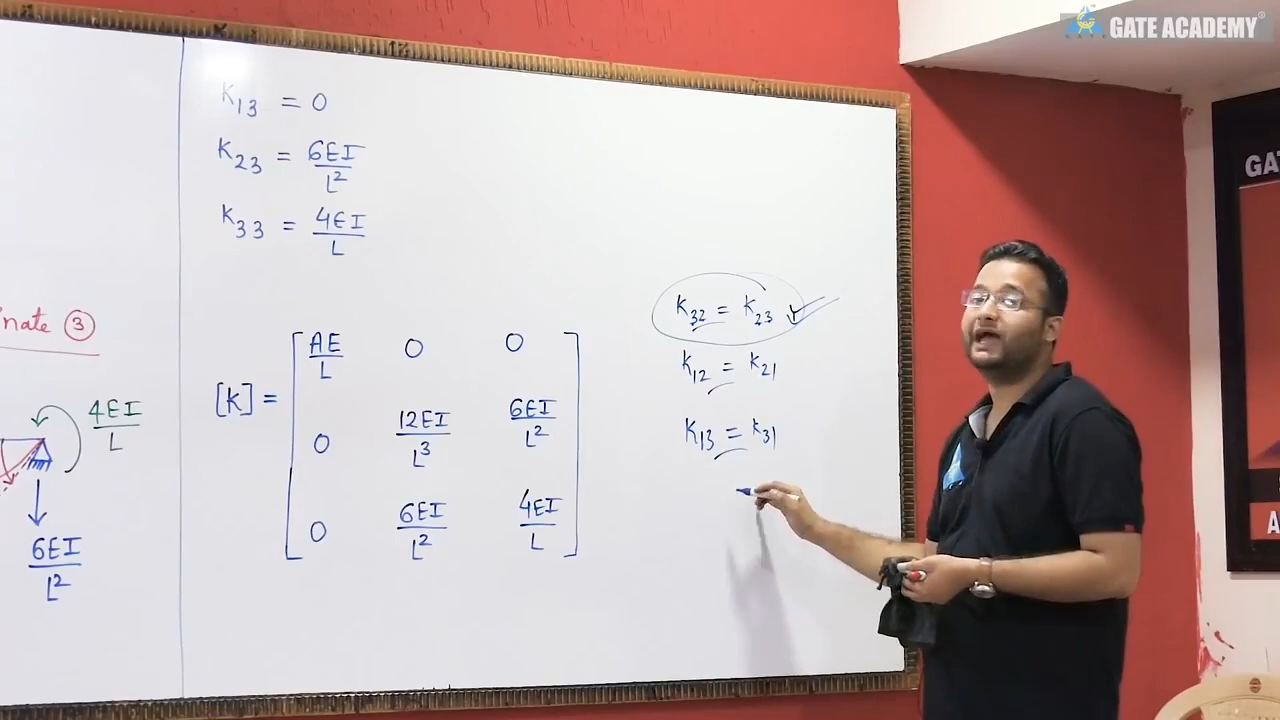 GATE ACADEMY®
K13 = 0
K23 = 6EI/L²
K33 = 4EI/L
nate ③
4EI/L
6EI/L²
[K] =
AE/L 0 0
0 12EI/L³ 6EI/L²
0 6EI/L² 4EI/L
K32 = K23
K12 = K21
K13 = K31
GA
A